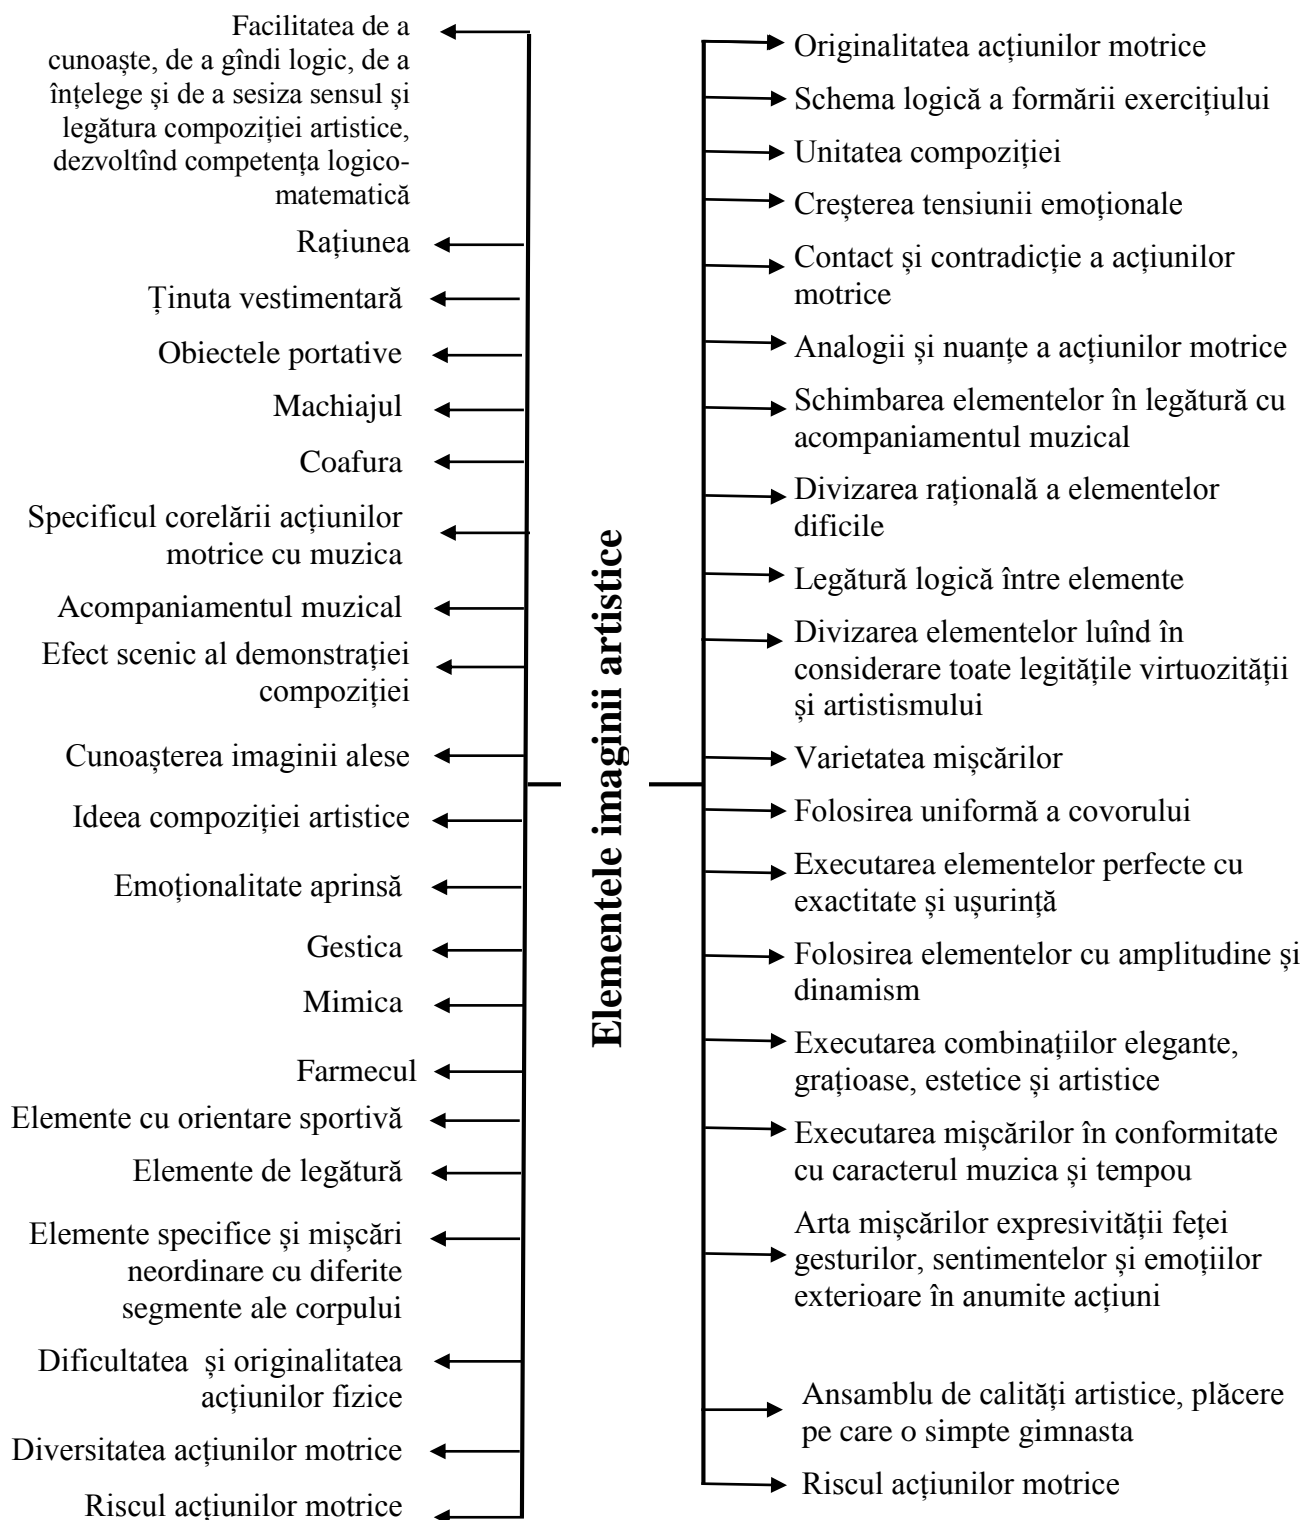 Facilitatea de a
cunoaște, de a gîndi logic, de a
înțelege și de a sesiza sensul și
legătura compoziției artistice,
dezvoltînd competența logico-
matematică
Rațiunea
Ținuta vestimentară
Obiectele portative
Machiajul
Coafura
Specificul corelării acțiunilor
motrice cu muzica
Acompaniamentul muzical
Efect scenic al demonstrației
compoziției
Cunoașterea imaginii alese
Ideea compoziției artistice
Emoționalitate aprinsă
Gestica
Mimica
Farmecul
Elemente cu orientare sportivă
Elemente de legătură
Elemente specifice și mișcări
neordinare cu diferite
segmente ale corpului
Dificultatea și originalitatea
acțiunilor fizice
Diversitatea acțiunilor motrice
Riscul acțiunilor motrice
Elementele imaginii artistice
Originalitatea acțiunilor motrice
Schema logică a formării exercițiului
Unitatea compoziției
Creșterea tensiunii emoționale
Contact și contradicție a acțiunilor
motrice
Analogii și nuanțe a acțiunilor motrice
Schimbarea elementelor în legătură cu
acompaniamentul muzical
Divizarea rațională a elementelor
dificile
Legătură logică între elemente
Divizarea elementelor luînd în
considerare toate legitățile virtuozității
și artistismului
Varietatea mișcărilor
Folosirea uniformă a covorului
Executarea elementelor perfecte cu
exactitate și ușurință
Folosirea elementelor cu amplitudine și
dinamism
Executarea combinațiilor elegante,
grațioase, estetice și artistice
Executarea mișcărilor în conformitate
cu caracterul muzica și tempou
Arta mișcărilor expresivității feței
gesturilor, sentimentelor și emoțiilor
exterioare în anumite acțiuni
Ansamblu de calități artistice, plăcere
pe care o simpte gimnasta
Riscul acțiunilor motrice